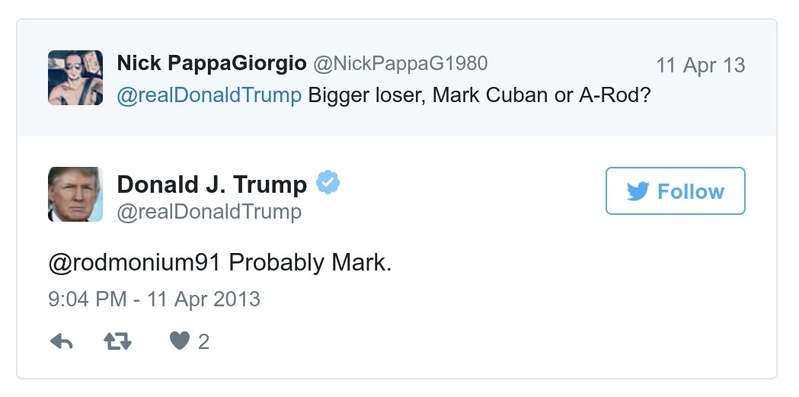 Nick PappaGiorgio @NickPappaG1980 11 Apr 13
@realDonaldTrump Bigger loser, Mark Cuban or A-Rod?
Donald J. Trump
@realDonaldTrump
Follow
@rodmonium91 Probably Mark.
9:04 PM - 11 Apr 2013
2